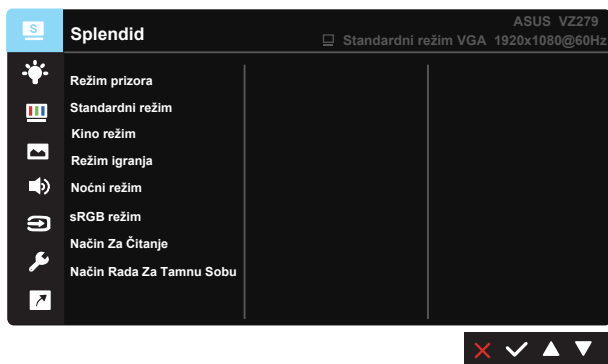 S
Splendid
ASUS VZ279
Standardni režim VGA 1920x1080@60Hz
Režim prizora
Standardni režim
Kino režim
Režim igranja
Noćni režim
sRGB režim
Način Za Čitanje
Način Rada Za Tamnu Sobu